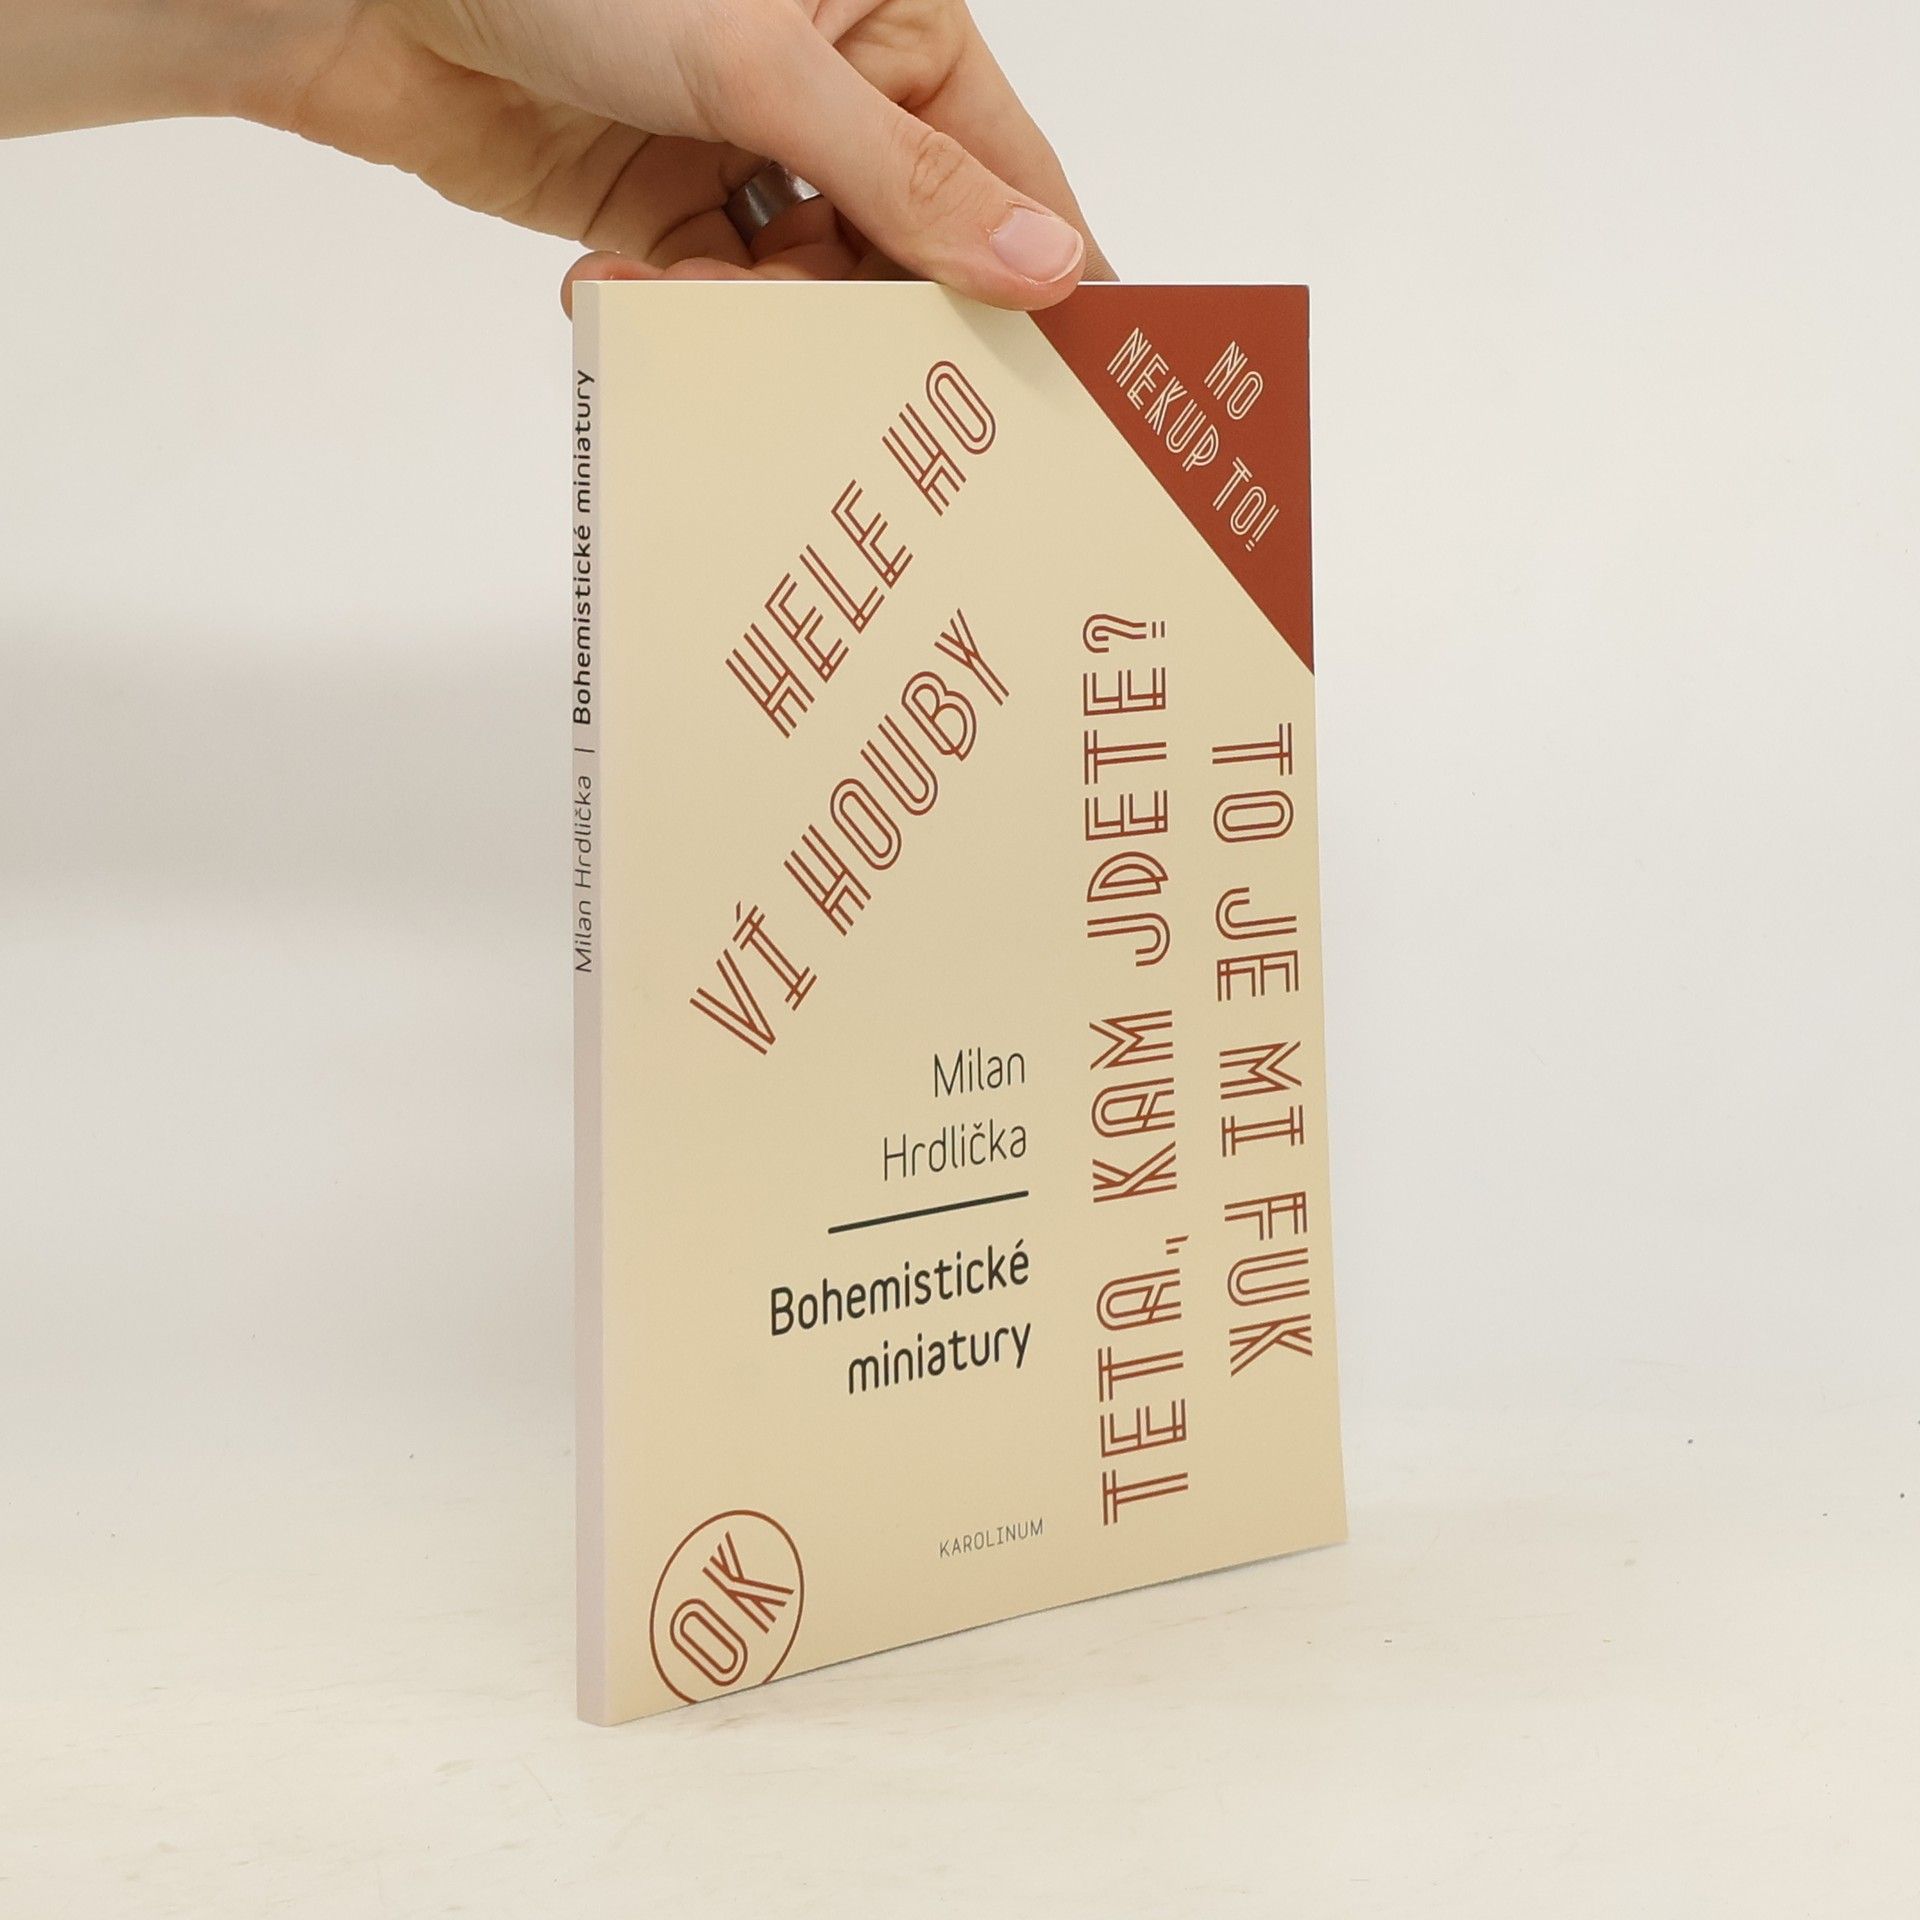 Milan Hrdlička | Bohemistické miniatury
HELE HO
VÍ HOUBY
NO
NEKUP TO!
TETA, KAM JDETE?
TO JE MI FUK
Milan
Hrdlička
Bohemistické
miniatury
KAROLINUM
OK